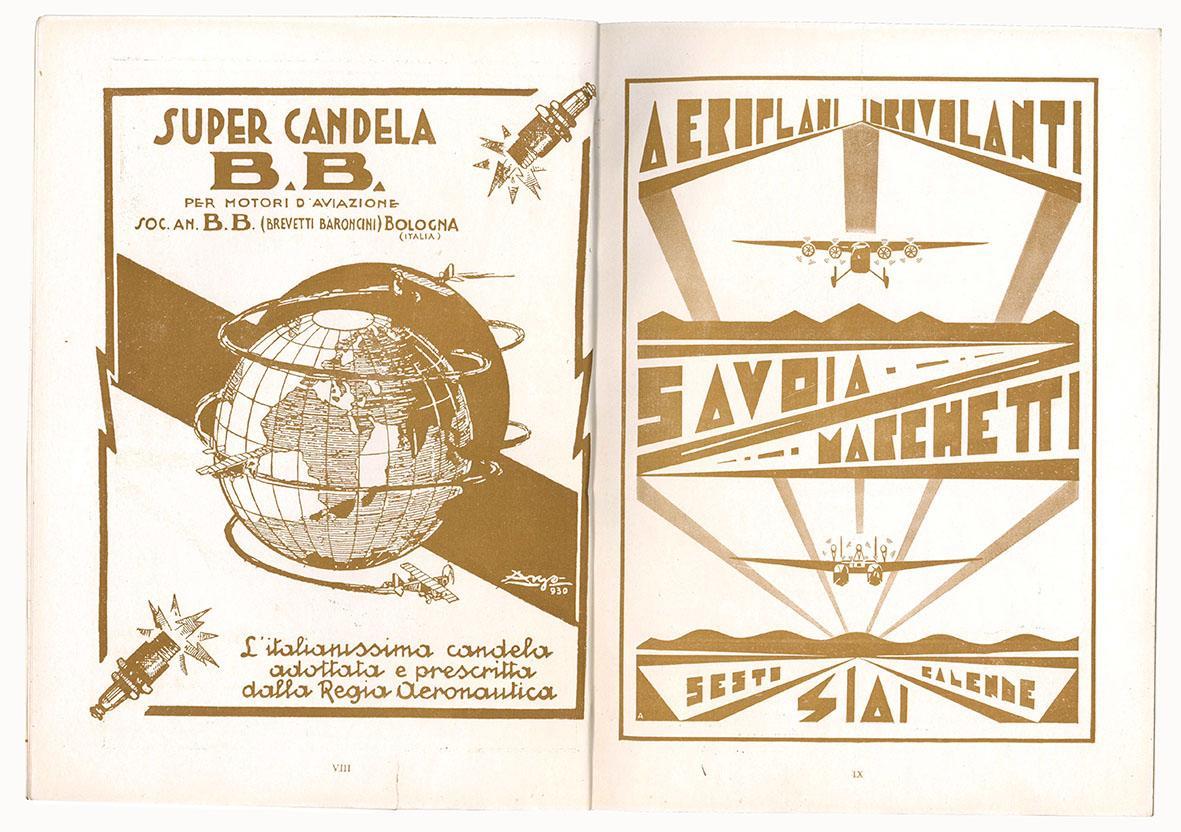 SUPER CANDELA
B.B.
PER MOTORI D'AVIAZIONE
SOC. AN. B.B. (BREVETTI BARONCINI) BOLOGNA
(ITALIA)
930
L'italianissima candela
adottata e prescritta
dalla Regia Aeronautica
VIII
AEROPLANI IDROVOLANTI
SAVOIA
MARCHETTI
SESTO CALENDE
SIAI
A
IX